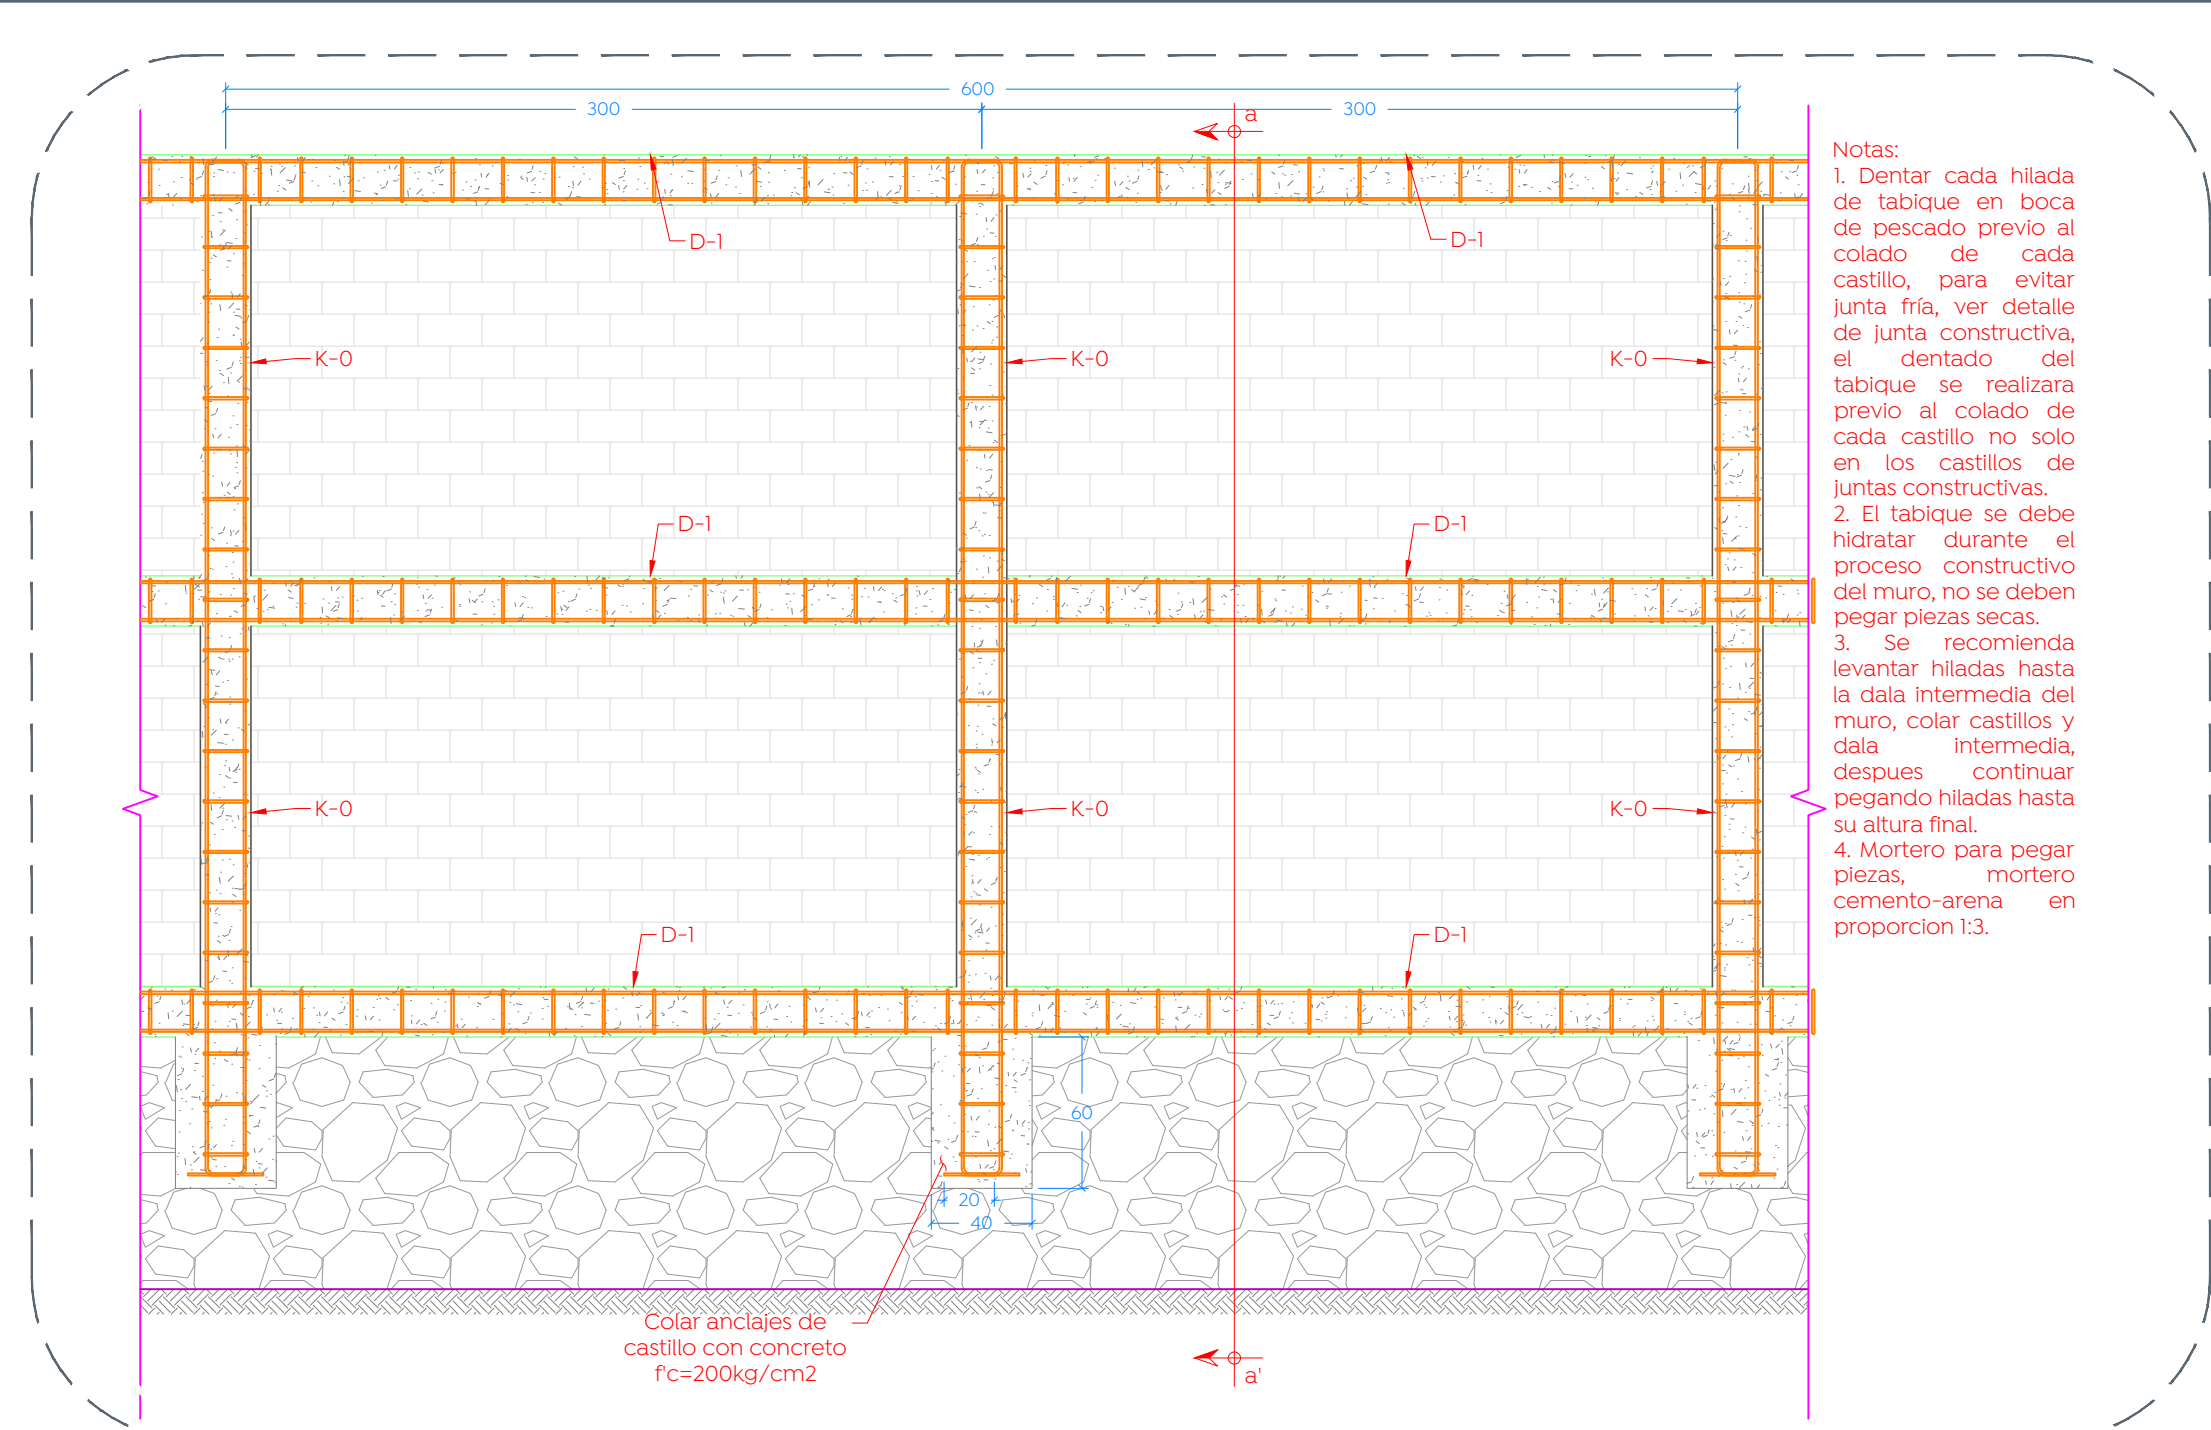 600
300
300
a
D-1
D-1
K-0
K-0
K-0
D-1
D-1
K-0
K-0
K-0
D-1
D-1
60
20
40
Colar anclajes de
castillo con concreto
f'c=200kg/cm2
a'
Notas:
1. Dentar cada hilada
de tabique en boca
de pescado previo al
colado de cada
castillo, para evitar
junta fría, ver detalle
de junta constructiva,
el dentado del
tabique se realizara
previo al colado de
cada castillo no solo
en los castillos de
juntas constructivas.
2. El tabique se debe
hidratar durante el
proceso constructivo
del muro, no se deben
pegar piezas secas.
3. Se recomienda
levantar hiladas hasta
la dala intermedia del
muro, colar castillos y
dala intermedia,
despues continuar
pegando hiladas hasta
su altura final.
4. Mortero para pegar
piezas, mortero
cemento-arena en
proporcion 1:3.